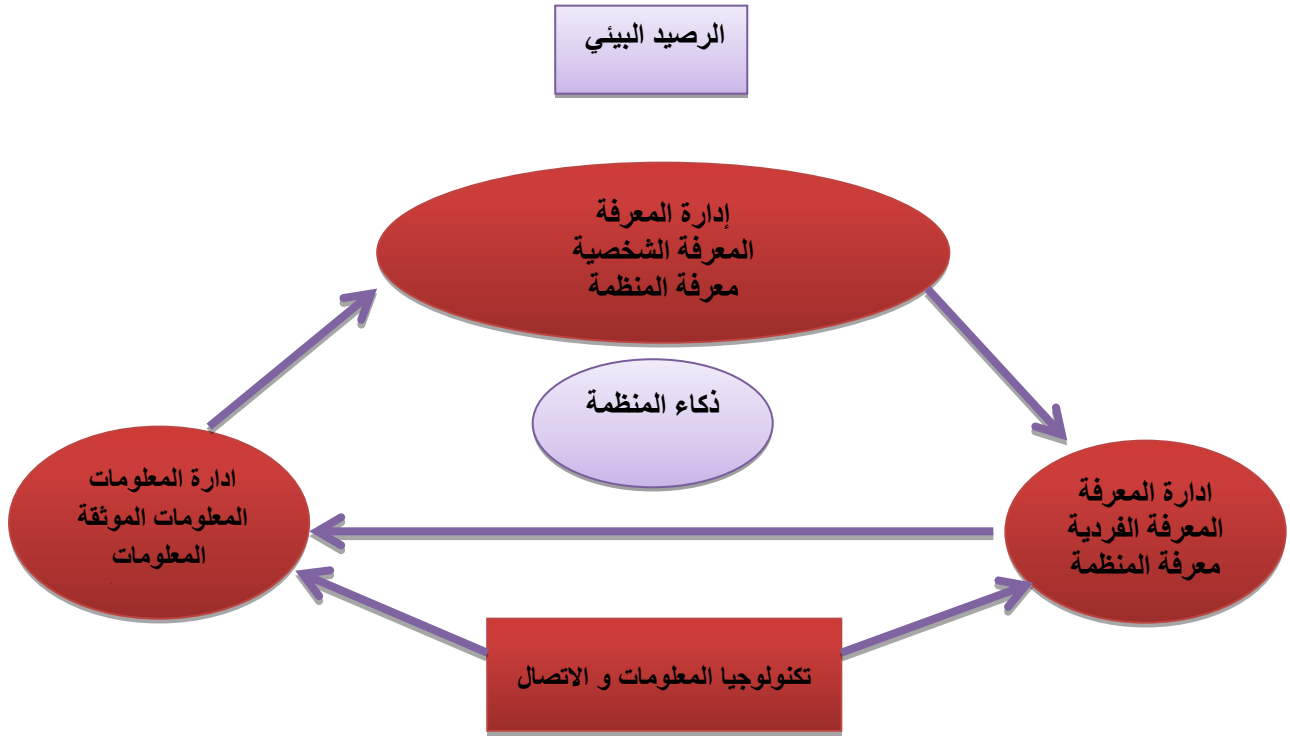 الرصيد البيئي
إدارة المعرفة
المعرفة الشخصية
معرفة المنظمة
ذكاء المنظمة
ادارة المعرفة
المعرفة الفردية
معرفة المنظمة
ادارة المعلومات
المعلومات الموثقة
المعلومات
تكنولوجيا المعلومات و الاتصال